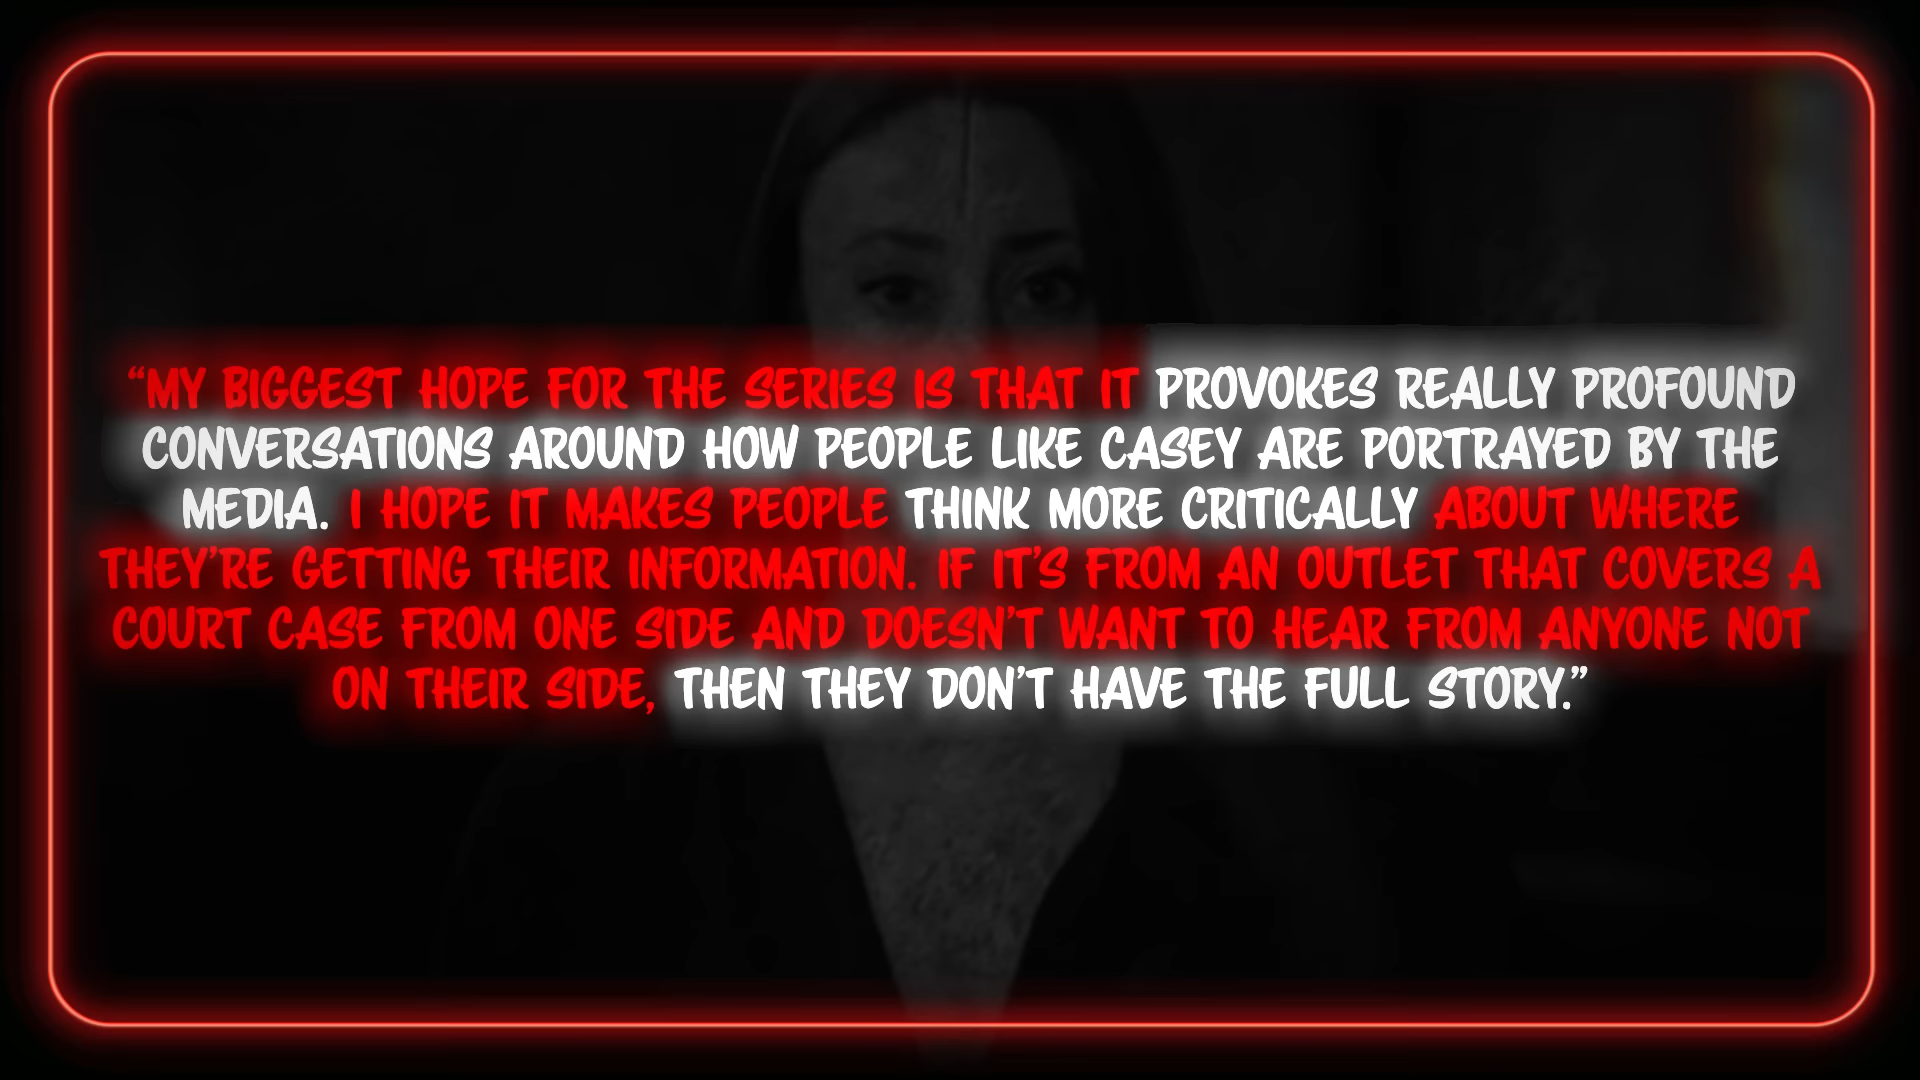 “MY BIGGEST HOPE FOR THE SERIES IS THAT IT PROVOKES REALLY PROFOUND
CONVERSATIONS AROUND HOW PEOPLE LIKE CASEY ARE PORTRAYED BY THE
MEDIA. I HOPE IT MAKES PEOPLE THINK MORE CRITICALLY ABOUT WHERE
THEY’RE GETTING THEIR INFORMATION. IF IT’S FROM AN OUTLET THAT COVERS A
COURT CASE FROM ONE SIDE AND DOESN’T WANT TO HEAR FROM ANYONE NOT
ON THEIR SIDE, THEN THEY DON’T HAVE THE FULL STORY.”